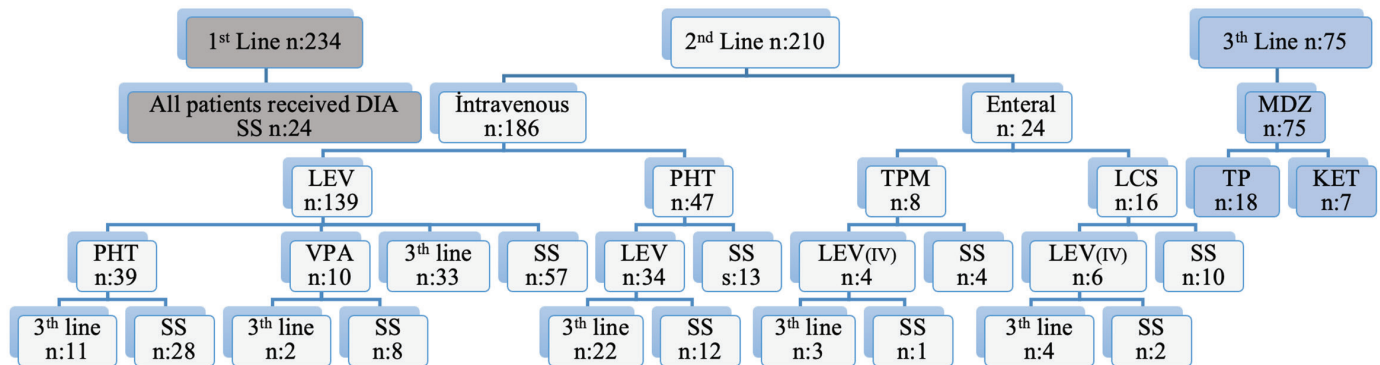 1st Line n:234
2nd Line n:210
3th Line n:75
All patients received DIA
SS n:24
İntravenous
n:186
Enteral
n: 24
MDZ
n:75
LEV
n:139
PHT
n:47
TPM
n:8
LCS
n:16
TP
n:18
KET
n:7
PHT
n:39
VPA
n:10
3th line
n:33
SS
n:57
LEV
n:34
SS
s:13
LEV(IV)
n:4
SS
n:4
LEV(IV)
n:6
SS
n:10
3th line
n:11
SS
n:28
3th line
n:2
SS
n:8
3th line
n:22
SS
n:12
3th line
n:3
SS
n:1
3th line
n:4
SS
n:2